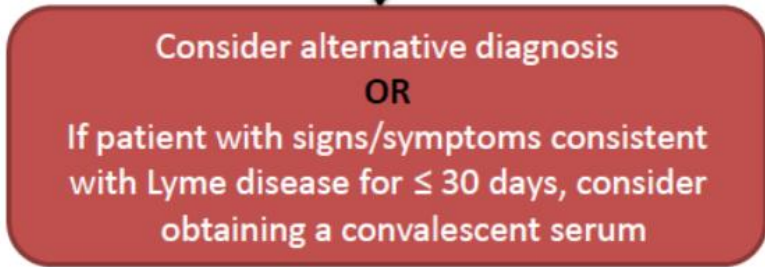 Consider alternative diagnosis
OR
If patient with signs/symptoms consistent
with Lyme disease for ≤ 30 days, consider
obtaining a convalescent serum